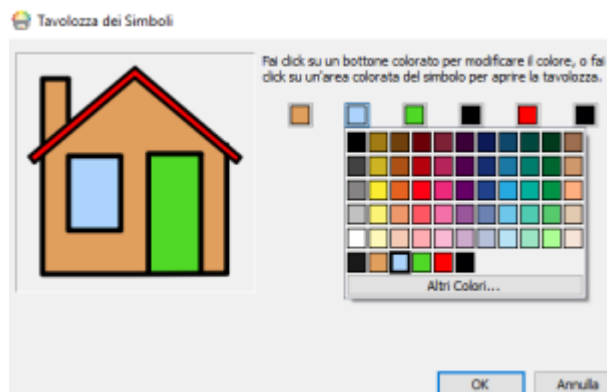 Tavolozza dei Simboli
Fai click su un bottone colorato per modificare il colore, o fai
click su un'area colorata del simbolo per aprire la tavolozza.
Altri Colori...
OK
Annulla